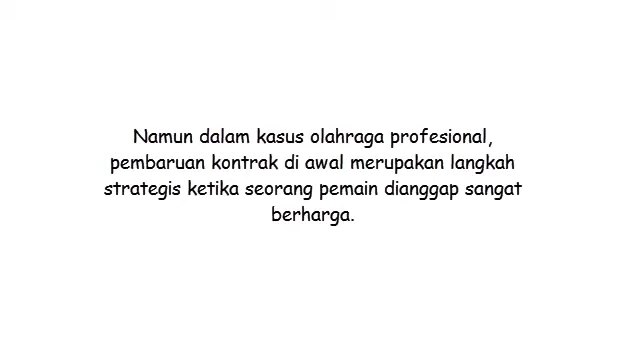 Namun dalam kasus olahraga profesional,
pembaruan kontrak di awal merupakan langkah
strategis ketika seorang pemain dianggap sangat
berharga.